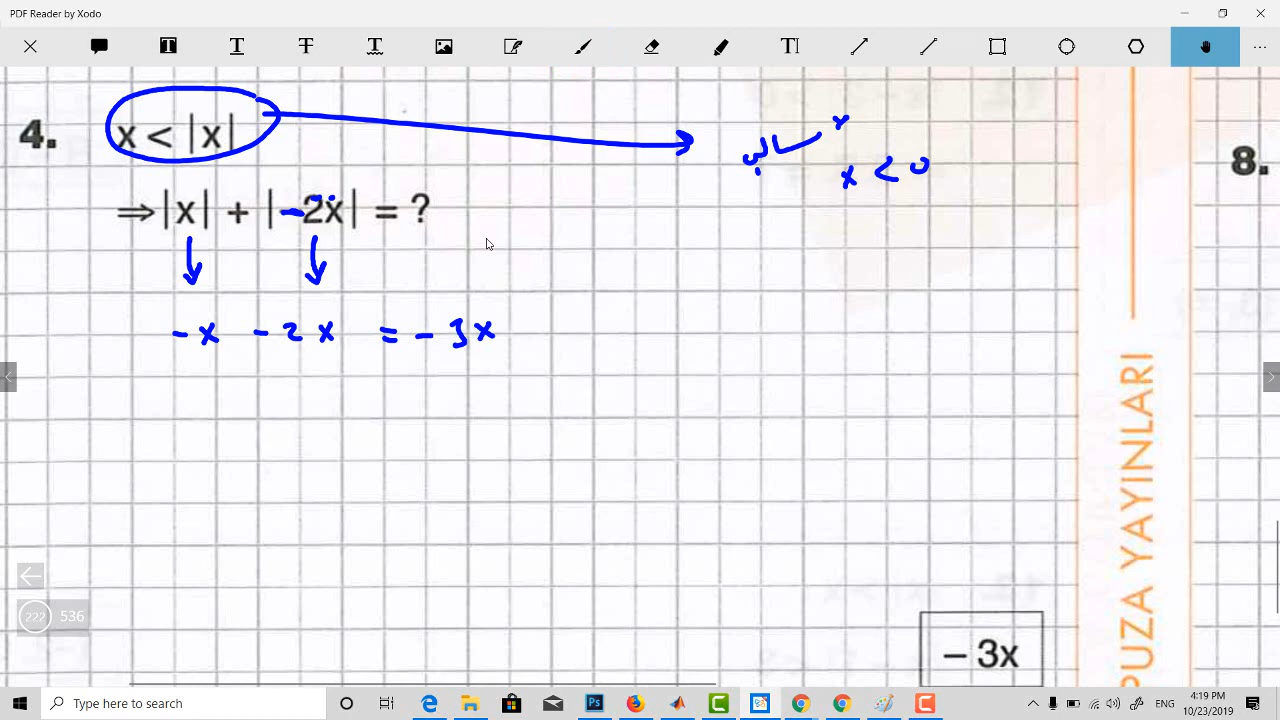 PDF Reader by Xodo
4. x < |x|
x
x < 0
8.
⇒|x| + |-2x| = ?
-x -2x = -3x
PUZA YAYINLARI
222 536
-3x
Type here to search
ENG
4:19 PM
10/23/2019